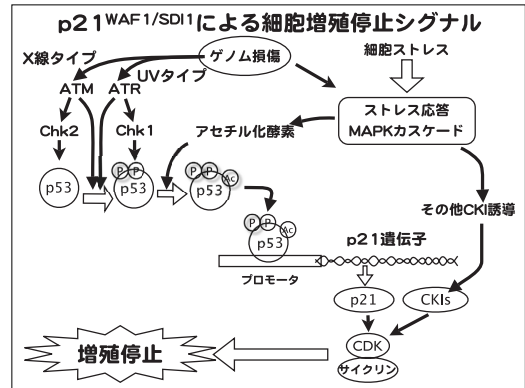 p21WAF1/SDI1による細胞増殖停止シグナル
X線タイプ
ゲノム損傷
細胞ストレス
UVタイプ
ATM
ATR
ストレス応答
MAPKカスケード
Chk2
Chk1
アセチル化酵素
p53
P P
p53
P P Ac
p53
その他CKI誘導
P P Ac
p53
p21遺伝子
プロモータ
p21
CKIs
増殖停止
CDK
サイクリン